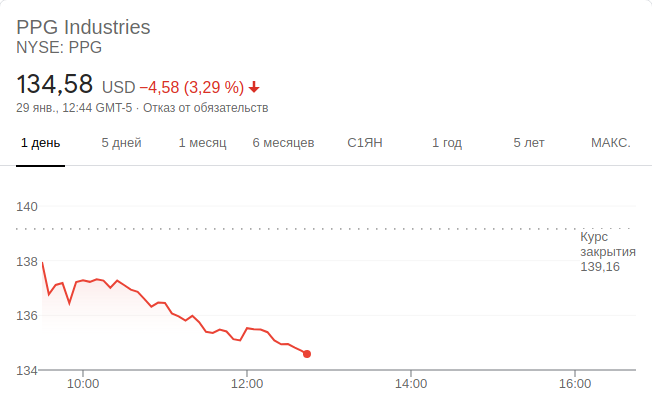 PPG Industries
NYSE: PPG
134,58 USD −4,58 (3,29 %)
29 янв., 12:44 GMT-5 · Отказ от обязательств
1 день 5 дней 1 месяц 6 месяцев С1ЯН 1 год 5 лет МАКС.
140
Курс
закрытия
139,16
138
136
134
10:00 12:00 14:00 16:00